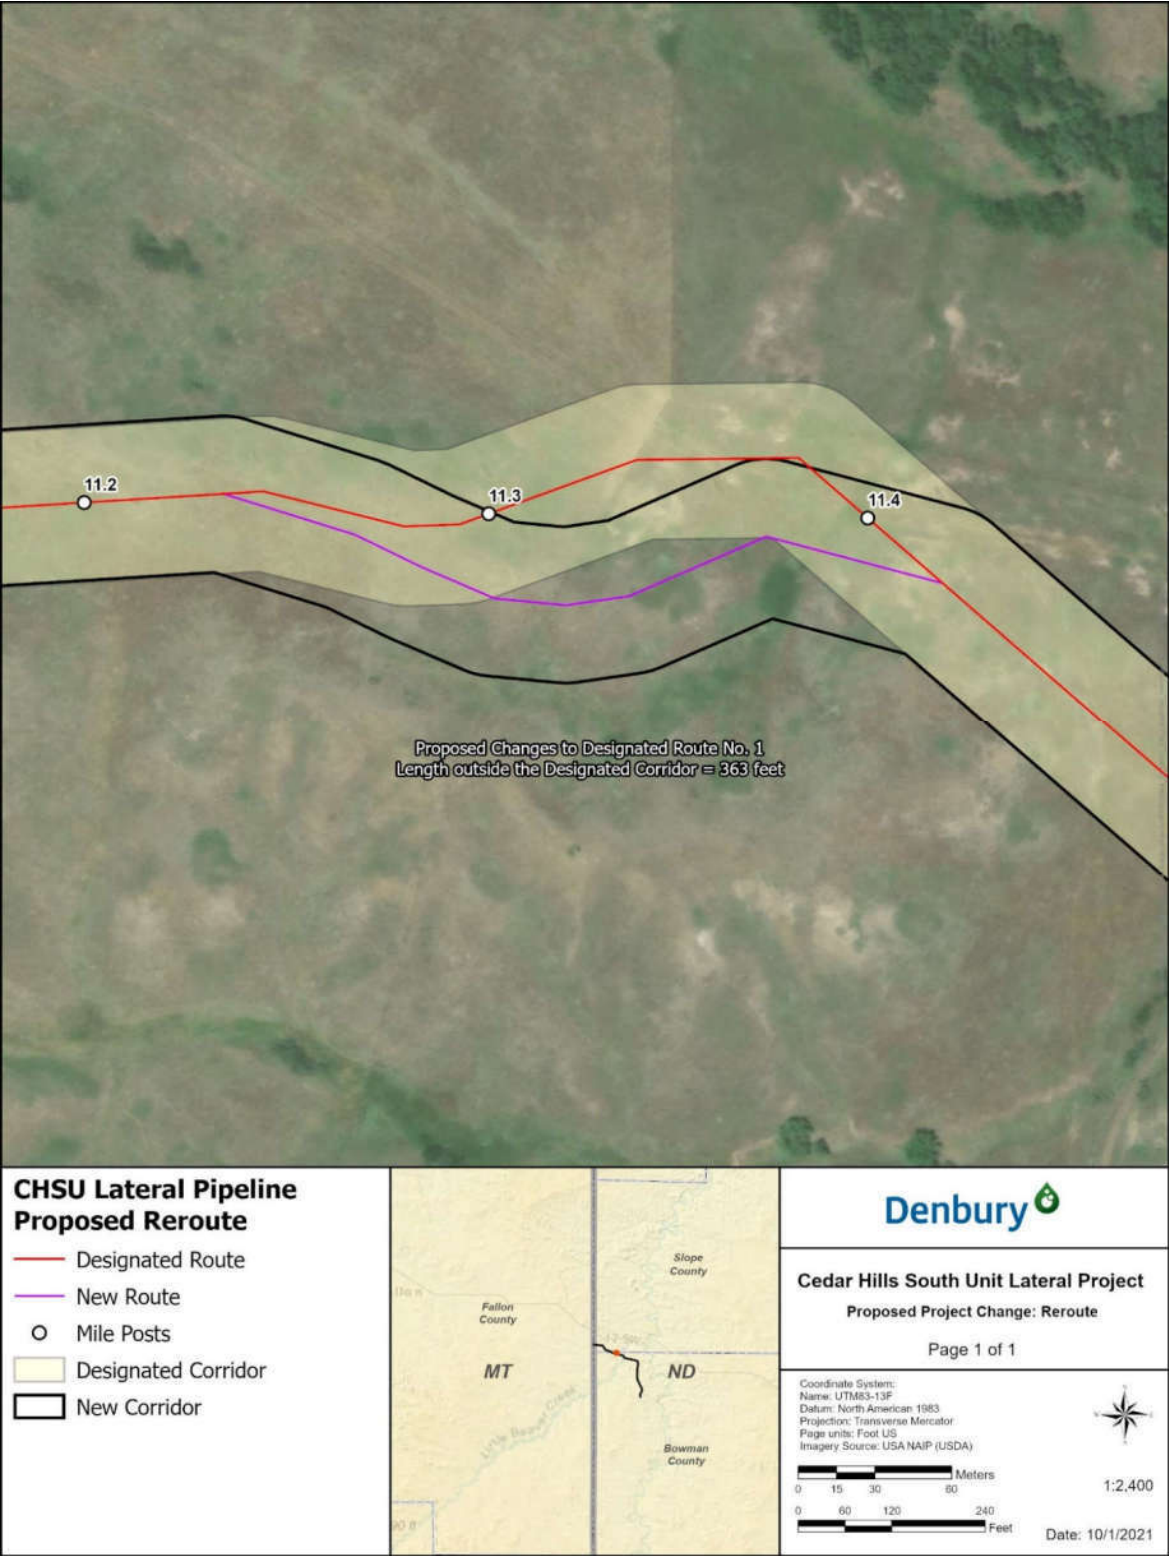 11.2
11.3
11.4
Proposed Changes to Designated Route No. 1
Length outside the Designated Corridor = 363 feet
CHSU Lateral Pipeline
Proposed Reroute
Designated Route
New Route
Mile Posts
Designated Corridor
New Corridor
Slope
County
Fallon
County
MT
ND
Little Beaver Creek
Bowman
County
Denbury
Cedar Hills South Unit Lateral Project
Proposed Project Change: Reroute
Page 1 of 1
Coordinate System:
Name: UTM83-13F
Datum: North American 1983
Projection: Transverse Mercator
Page units: Foot US
Imagery Source: USA NAIP (USDA)
Meters
0 15 30 60
0 60 120 240
Feet
1:2,400
Date: 10/1/2021